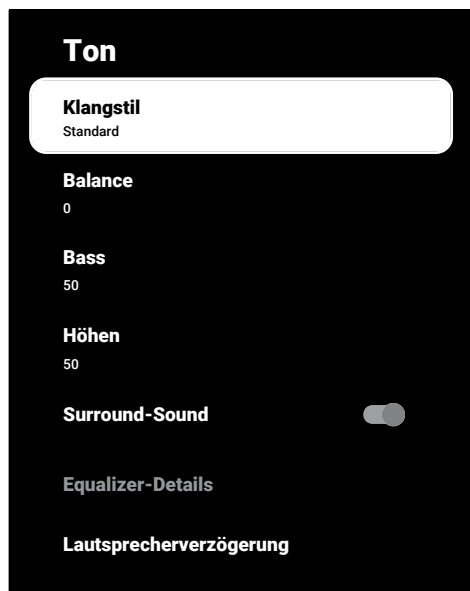 Ton
Klangstil
Standard
Balance
0
Bass
50
Höhen
50
Surround-Sound
Equalizer-Details
Lautsprecherverzögerung